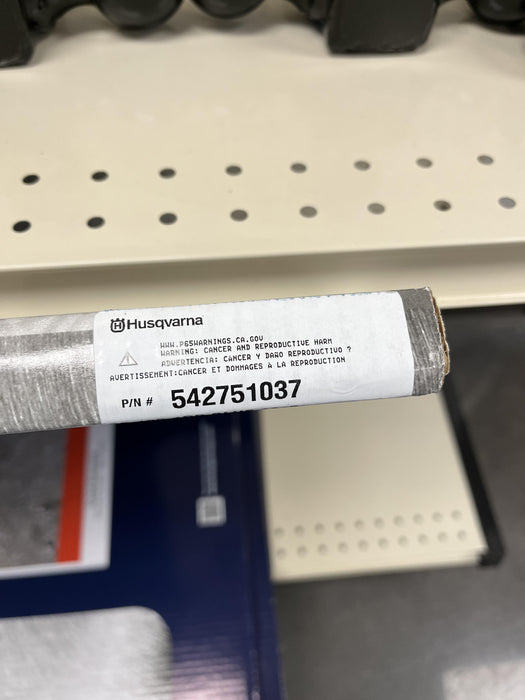 Husqvarna
WWW.P65WARNINGS.CA.GOV
WARNING: CANCER AND REPRODUCTIVE HARM
ADVERTENCIA: CANCER Y DAÑO REPRODUCTIVO ?
AVERTISSEMENT:CANCER ET DOMMAGES À LA REPRODUCTION
P/N # 542751037